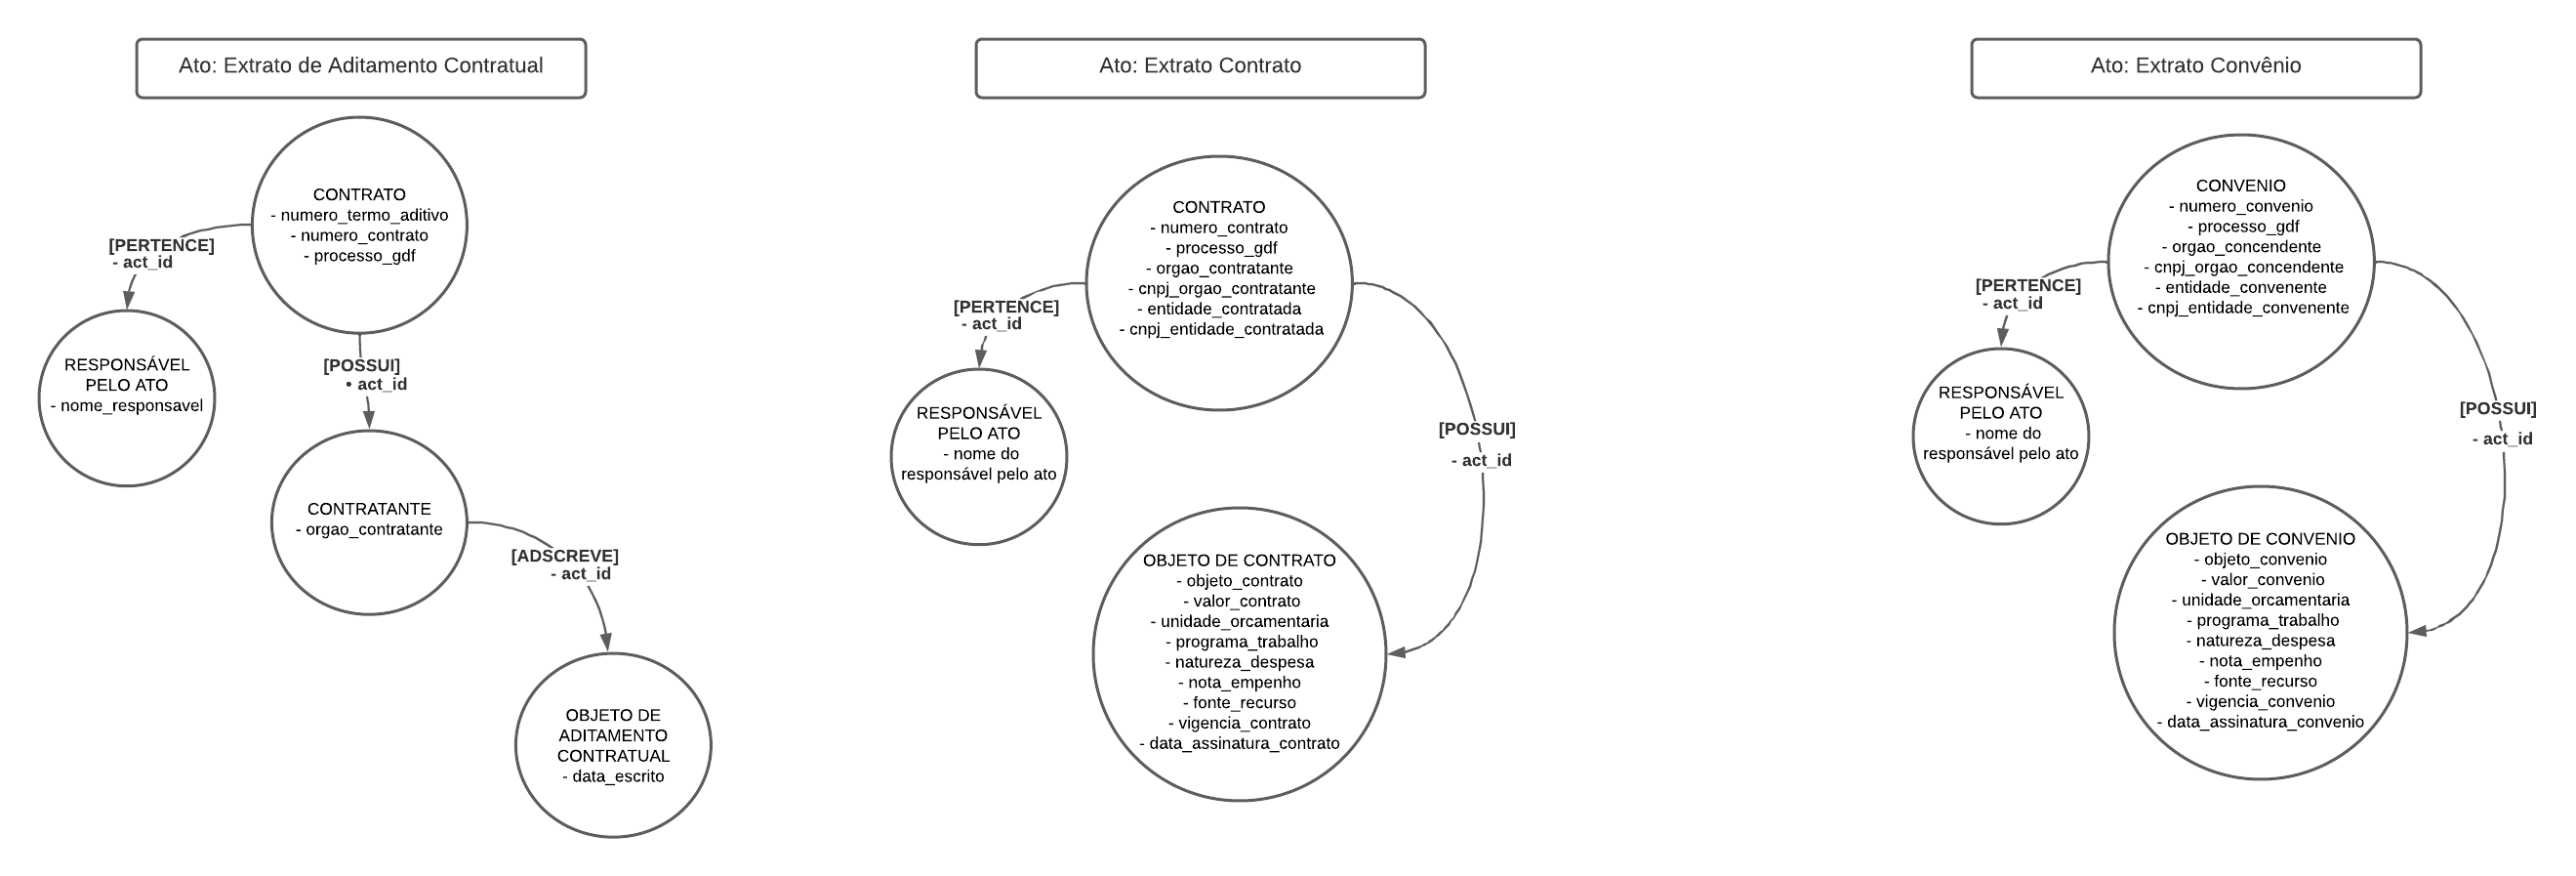 Ato: Extrato de Aditamento Contratual
CONTRATO
- numero_termo_aditivo
- numero_contrato
- processo_gdf
[PERTENCE]
- act_id
RESPONSÁVEL
PELO ATO
- nome_responsavel
[POSSUI]
• act_id
CONTRATANTE
- orgao_contratante
[ADSCREVE]
- act_id
OBJETO DE
ADITAMENTO
CONTRATUAL
- data_escrito
Ato: Extrato Contrato
CONTRATO
- numero_contrato
- processo_gdf
- orgao_contratante
- cnpj_orgao_contratante
- entidade_contratada
- cnpj_entidade_contratada
[PERTENCE]
- act_id
RESPONSÁVEL
PELO ATO
- nome do
responsável pelo ato
[POSSUI]
- act_id
OBJETO DE CONTRATO
- objeto_contrato
- valor_contrato
- unidade_orcamentaria
- programa_trabalho
- natureza_despesa
- nota_empenho
- fonte_recurso
- vigencia_contrato
- data_assinatura_contrato
Ato: Extrato Convênio
CONVENIO
- numero_convenio
- processo_gdf
- orgao_concendente
- cnpj_orgao_concendente
- entidade_convenente
- cnpj_entidade_convenente
[PERTENCE]
- act_id
RESPONSÁVEL
PELO ATO
- nome do
responsável pelo ato
[POSSUI]
- act_id
OBJETO DE CONVENIO
- objeto_convenio
- valor_convenio
- unidade_orcamentaria
- programa_trabalho
- natureza_despesa
- nota_empenho
- fonte_recurso
- vigencia_convenio
- data_assinatura_convenio